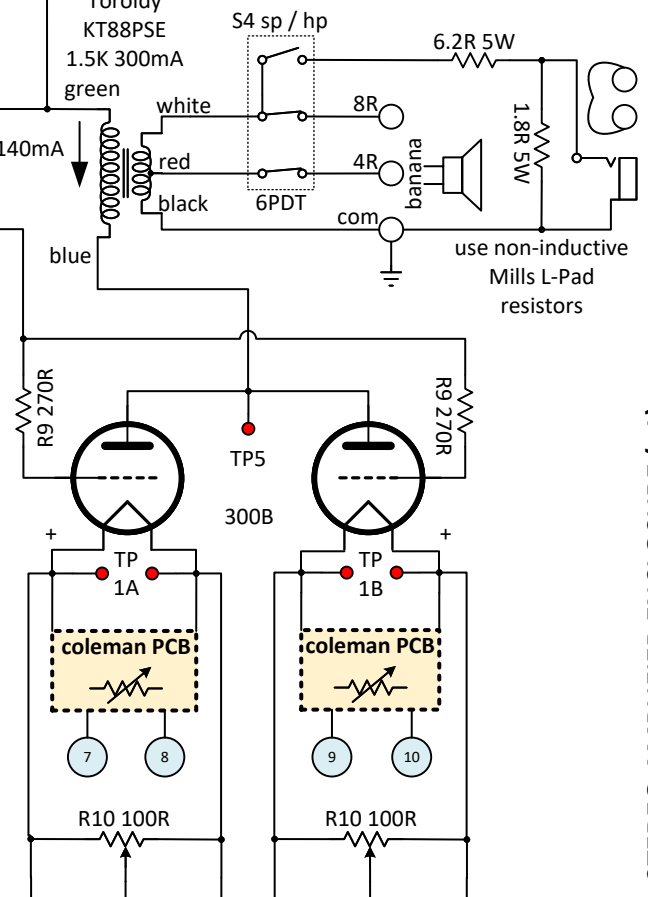 Toroidy
KT88PSE
1.5K 300mA
green
S4 sp / hp
6.2R 5W
white
8R
140mA
1.8R 5W
red
4R
banana
black
6PDT
com
blue
use non-inductive
Mills L-Pad
resistors
R9 270R
R9 270R
TP5
300B
+
TP
1A
+
TP
1B
coleman PCB
coleman PCB
7
8
9
10
R10 100R
R10 100R